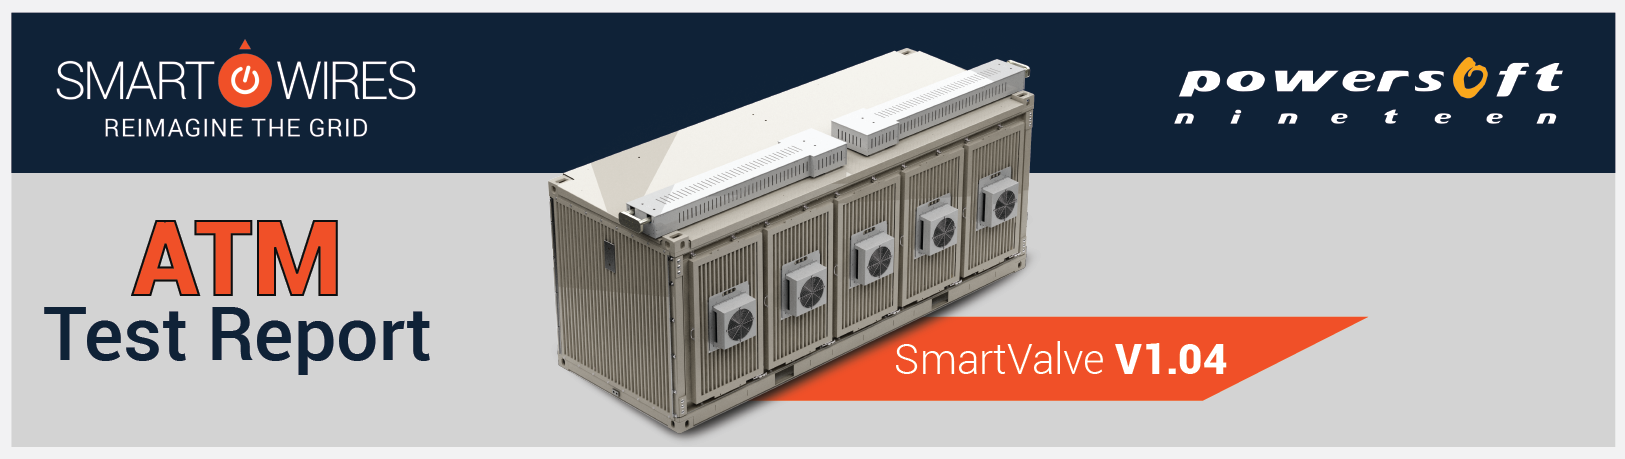 SMART WIRES
REIMAGINE THE GRID
powersoft
nineteen
ATM
Test Report
SmartValve V1.04